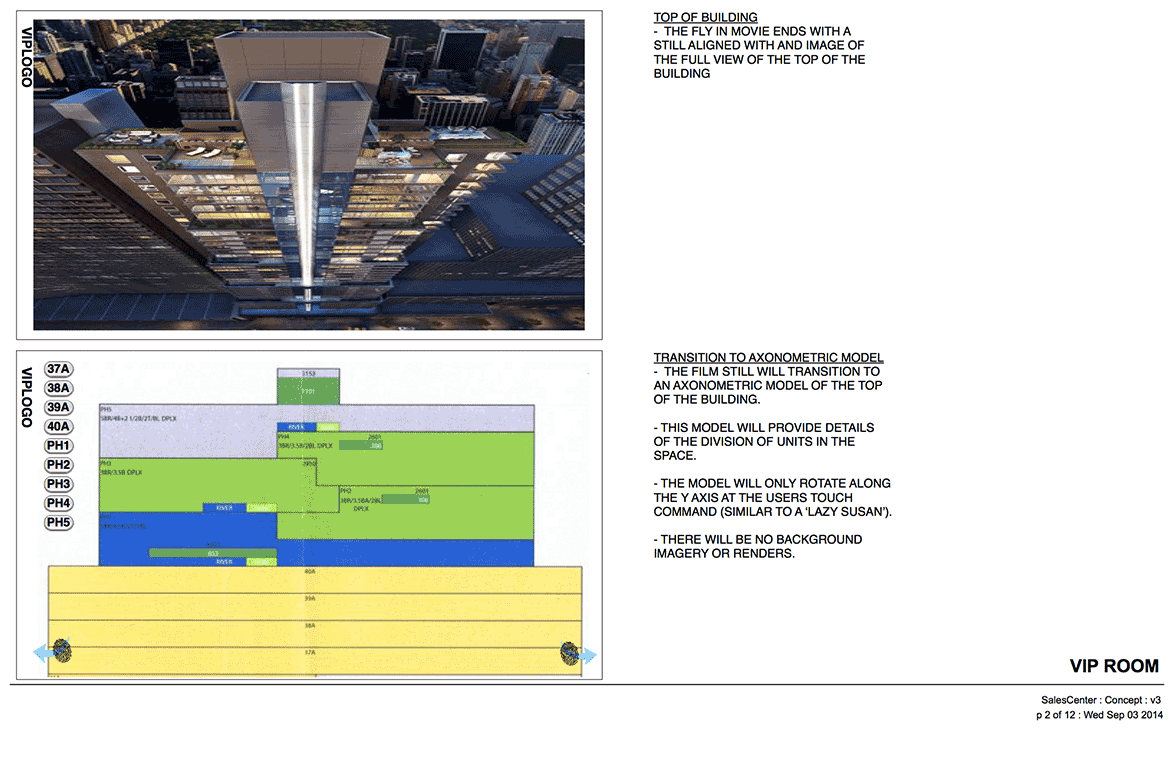 VIPLOGO
TOP OF BUILDING
- THE FLY IN MOVIE ENDS WITH A
STILL ALIGNED WITH AND IMAGE OF
THE FULL VIEW OF THE TOP OF THE
BUILDING
VIPLOGO
37A
38A
39A
40A
PH1
PH2
PH3
PH4
PH5
3153
1101
PH5
5BR/4B+2 1/2B/2T/BL DPLX
RIVER
PH4
3BR/3.5B/2BL DPLX
2601
PH3
3BR/3.5B DPLX
PH2
3BR/3.5BA/2BL
DPLX
2601
RIVER
853
RIVER
40A
39A
38A
37A
TRANSITION TO AXONOMETRIC MODEL
- THE FILM STILL WILL TRANSITION TO
AN AXONOMETRIC MODEL OF THE TOP
OF THE BUILDING.
- THIS MODEL WILL PROVIDE DETAILS
OF THE DIVISION OF UNITS IN THE
SPACE.
- THE MODEL WILL ONLY ROTATE ALONG
THE Y AXIS AT THE USERS TOUCH
COMMAND (SIMILAR TO A ‘LAZY SUSAN’).
- THERE WILL BE NO BACKGROUND
IMAGERY OR RENDERS.
VIP ROOM
SalesCenter : Concept : v3
p 2 of 12 : Wed Sep 03 2014